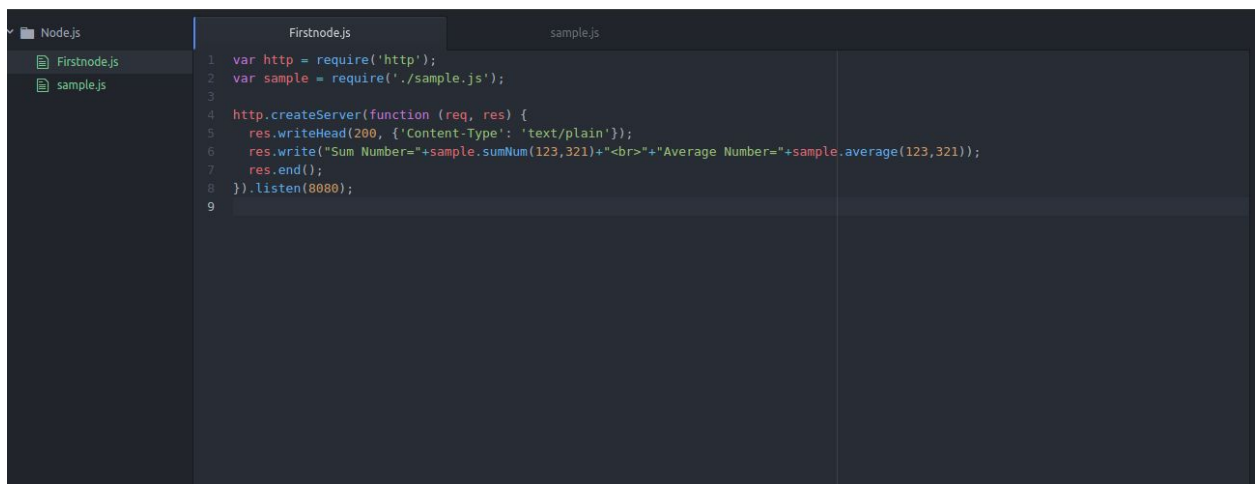 Node.js
Firstnode.js
sample.js
Firstnode.js
sample.js
1 var http = require('http');
2 var sample = require('./sample.js');
3
4 http.createServer(function (req, res) {
5   res.writeHead(200, {'Content-Type': 'text/plain'});
6   res.write("Sum Number="+sample.sumNum(123,321)+"<br>"+"Average Number="+sample.average(123,321));
7   res.end();
8 }).listen(8080);
9